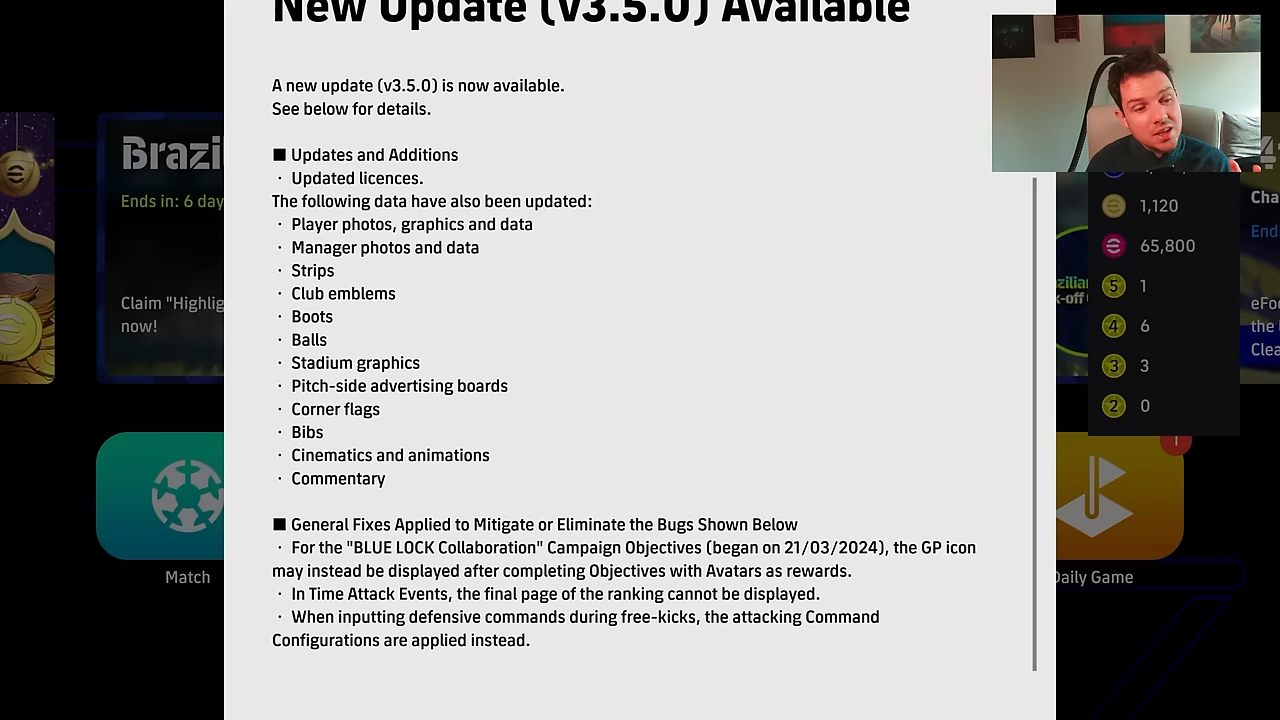 New Update (v3.5.0) Available
A new update (v3.5.0) is now available.
See below for details.
■ Updates and Additions
・ Updated licences.
The following data have also been updated:
・ Player photos, graphics and data
・ Manager photos and data
・ Strips
・ Club emblems
・ Boots
・ Balls
・ Stadium graphics
・ Pitch-side advertising boards
・ Corner flags
・ Bibs
・ Cinematics and animations
・ Commentary
■ General Fixes Applied to Mitigate or Eliminate the Bugs Shown Below
・ For the "BLUE LOCK Collaboration" Campaign Objectives (began on 21/03/2024), the GP icon
may instead be displayed after completing Objectives with Avatars as rewards.
・ In Time Attack Events, the final page of the ranking cannot be displayed.
・ When inputting defensive commands during free-kicks, the attacking Command
Configurations are applied instead.
Brazi
Ends in: 6 day
Claim "Highlig
now!
Match
1,120
65,800
5 1
4 6
3 3
2 0
Cha
End
zilian
k-off
eFoo
the
Clea
1
Daily Game